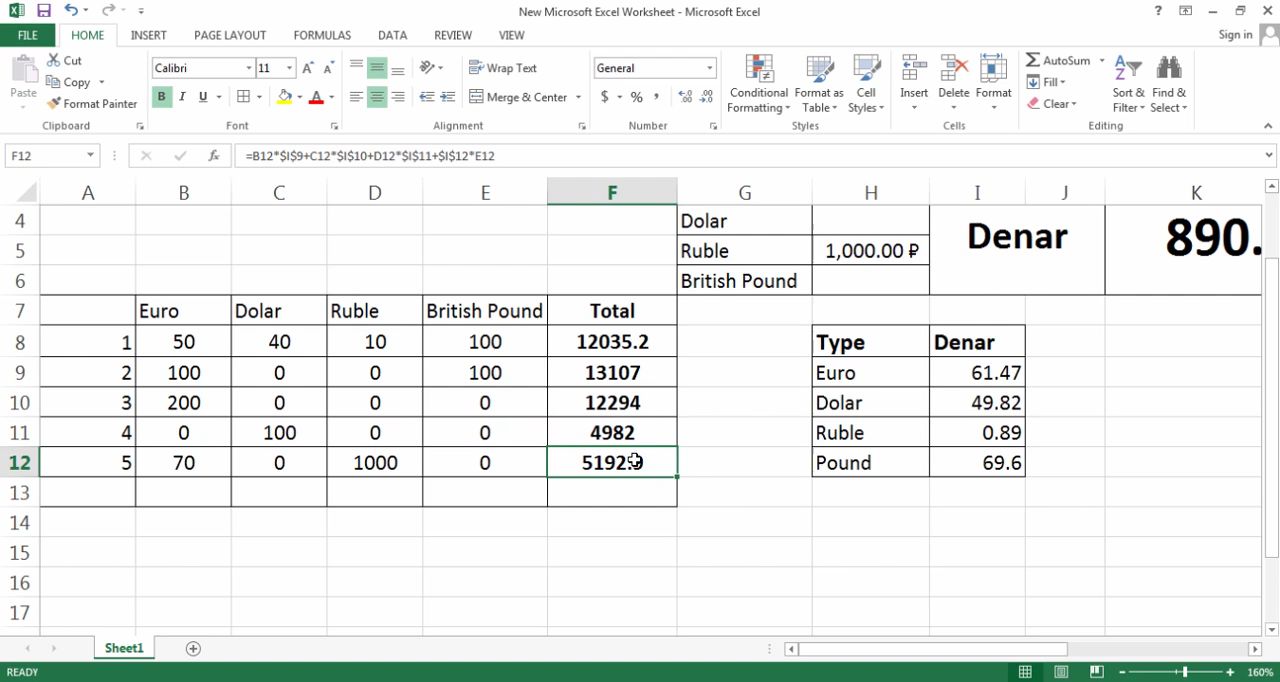 New Microsoft Excel Worksheet - Microsoft Excel
?
FILE HOME INSERT PAGE LAYOUT FORMULAS DATA REVIEW VIEW Sign in
Paste
Cut
Copy
Format Painter
Clipboard
Calibri 11
B I U
Font
Wrap Text
Merge & Center
Alignment
General
$ % ,
Number
Conditional Formatting
Format as Table
Cell Styles
Styles
Insert Delete Format
Cells
AutoSum
Fill
Clear
Sort & Filter
Find & Select
Editing
F12 fx =B12*$I$9+C12*$I$10+D12*$I$11+$I$12*E12
A B C D E F G H I J K
4 Dolar
5 Ruble 1,000.00 ₽ Denar 890.
6 British Pound
7 Euro Dolar Ruble British Pound Total
8 1 50 40 10 100 12035.2 Type Denar
9 2 100 0 0 100 13107 Euro 61.47
10 3 200 0 0 0 12294 Dolar 49.82
11 4 0 100 0 0 4982 Ruble 0.89
12 5 70 0 1000 0 Pound 69.6
13
14
15
16
17
Sheet1
READY 160%